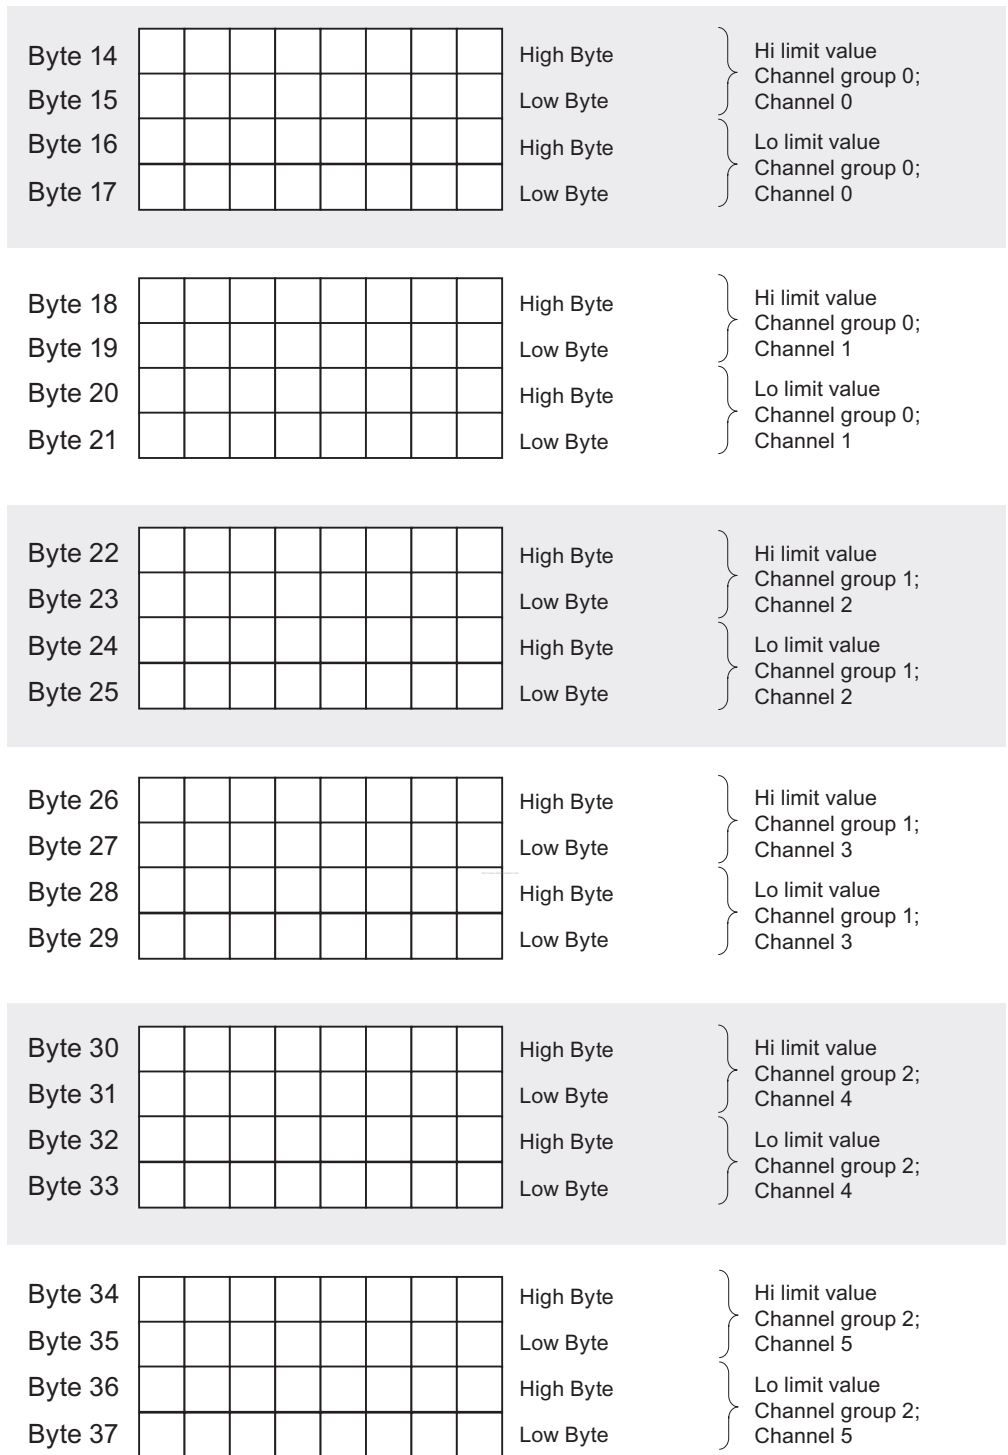 Byte 14 High Byte Hi limit value
Channel group 0;
Byte 15 Low Byte Channel 0
Byte 16 High Byte Lo limit value
Channel group 0;
Byte 17 Low Byte Channel 0
Byte 18 High Byte Hi limit value
Channel group 0;
Byte 19 Low Byte Channel 1
Byte 20 High Byte Lo limit value
Channel group 0;
Byte 21 Low Byte Channel 1
Byte 22 High Byte Hi limit value
Channel group 1;
Byte 23 Low Byte Channel 2
Byte 24 High Byte Lo limit value
Channel group 1;
Byte 25 Low Byte Channel 2
Byte 26 High Byte Hi limit value
Channel group 1;
Byte 27 Low Byte Channel 3
Byte 28 High Byte Lo limit value
Channel group 1;
Byte 29 Low Byte Channel 3
Byte 30 High Byte Hi limit value
Channel group 2;
Byte 31 Low Byte Channel 4
Byte 32 High Byte Lo limit value
Channel group 2;
Byte 33 Low Byte Channel 4
Byte 34 High Byte Hi limit value
Channel group 2;
Byte 35 Low Byte Channel 5
Byte 36 High Byte Lo limit value
Channel group 2;
Byte 37 Low Byte Channel 5